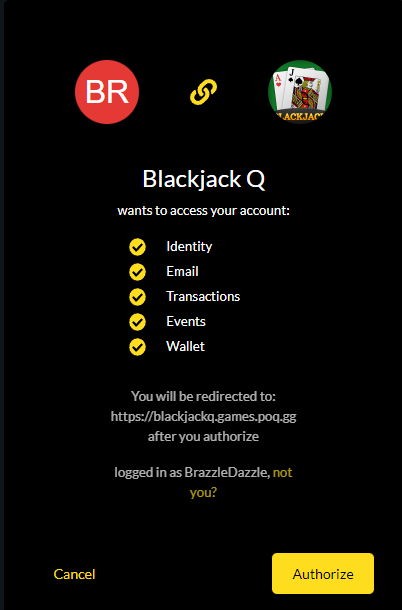 BR
A
J
BLACKJACK
Blackjack Q
wants to access your account:
Identity
Email
Transactions
Events
Wallet
You will be redirected to:
https://blackjackq.games.poq.gg
after you authorize
logged in as BrazzleDazzle, not
you?
Cancel
Authorize